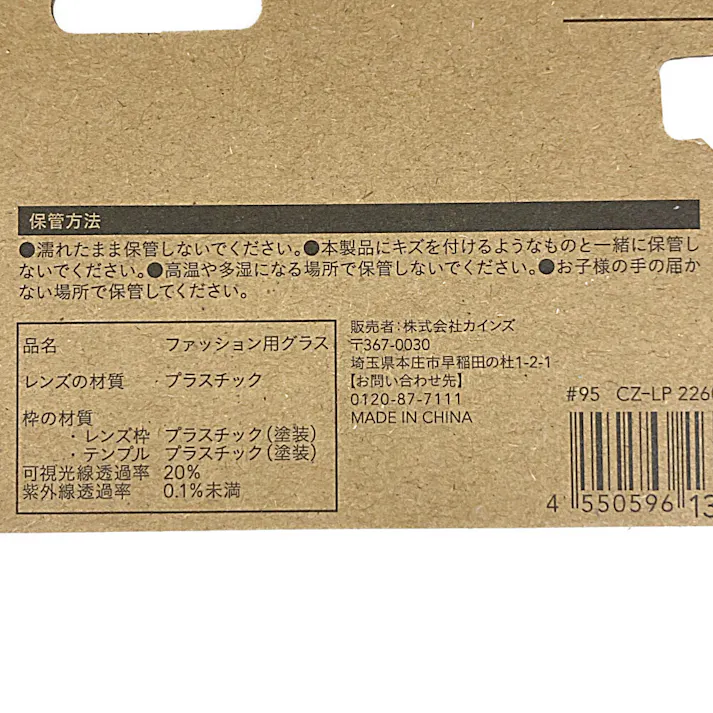 保管方法
●濡れたまま保管しないでください。●本製品にキズを付けるようなものと一緒に保管し
ないでください。●高温や多湿になる場所で保管しないでください。●お子様の手の届か
ない場所で保管してください。
品名 ファッション用グラス
レンズの材質 プラスチック
枠の材質
・レンズ枠 プラスチック(塗装)
・テンプル プラスチック(塗装)
可視光線透過率 20%
紫外線透過率 0.1%未満
販売者:株式会社カインズ
〒367-0030
埼玉県本庄市早稲田の杜1-2-1
【お問い合わせ先】
0120-87-7111
MADE IN CHINA
#95 CZ-LP 226
4 550596 13